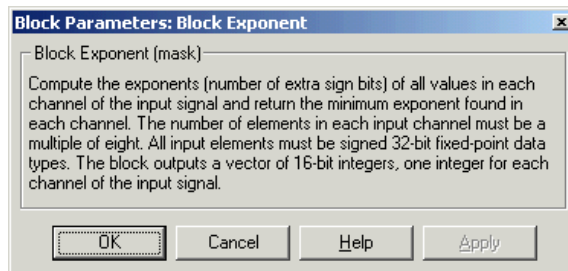 Block Parameters: Block Exponent
Block Exponent (mask)
Compute the exponents (number of extra sign bits) of all values in each
channel of the input signal and return the minimum exponent found in
each channel. The number of elements in each input channel must be a
multiple of eight. All input elements must be signed 32-bit fixed-point data
types. The block outputs a vector of 16-bit integers, one integer for each
channel of the input signal.
OK Cancel Help Apply